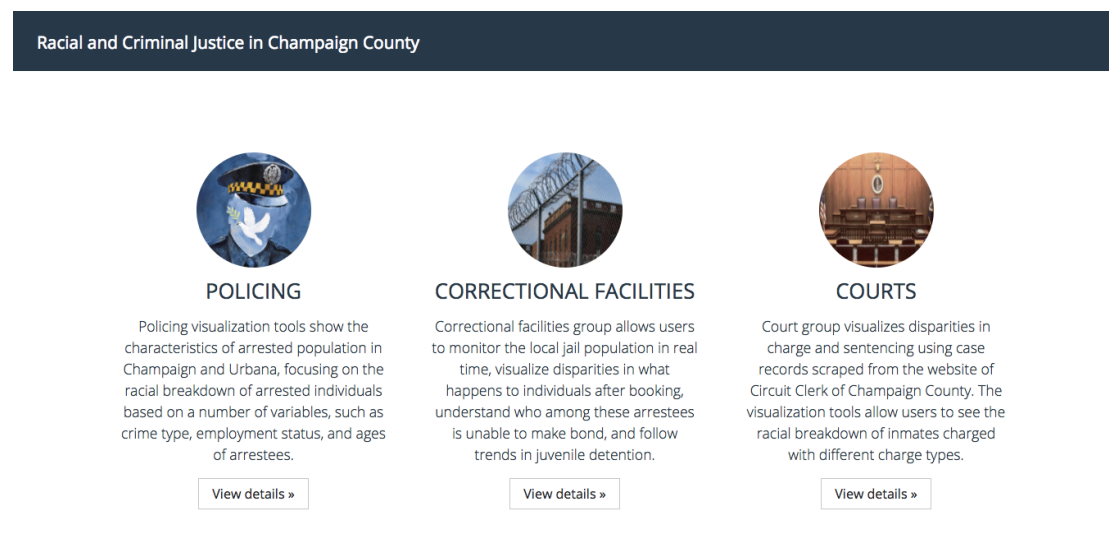 Racial and Criminal Justice in Champaign County
POLICING
Policing visualization tools show the
characteristics of arrested population in
Champaign and Urbana, focusing on the
racial breakdown of arrested individuals
based on a number of variables, such as
crime type, employment status, and ages
of arrestees.
View details »
CORRECTIONAL FACILITIES
Correctional facilities group allows users
to monitor the local jail population in real
time, visualize disparities in what
happens to individuals after booking,
understand who among these arrestees
is unable to make bond, and follow
trends in juvenile detention.
View details »
COURTS
Court group visualizes disparities in
charge and sentencing using case
records scraped from the website of
Circuit Clerk of Champaign County. The
visualization tools allow users to see the
racial breakdown of inmates charged
with different charge types.
View details »